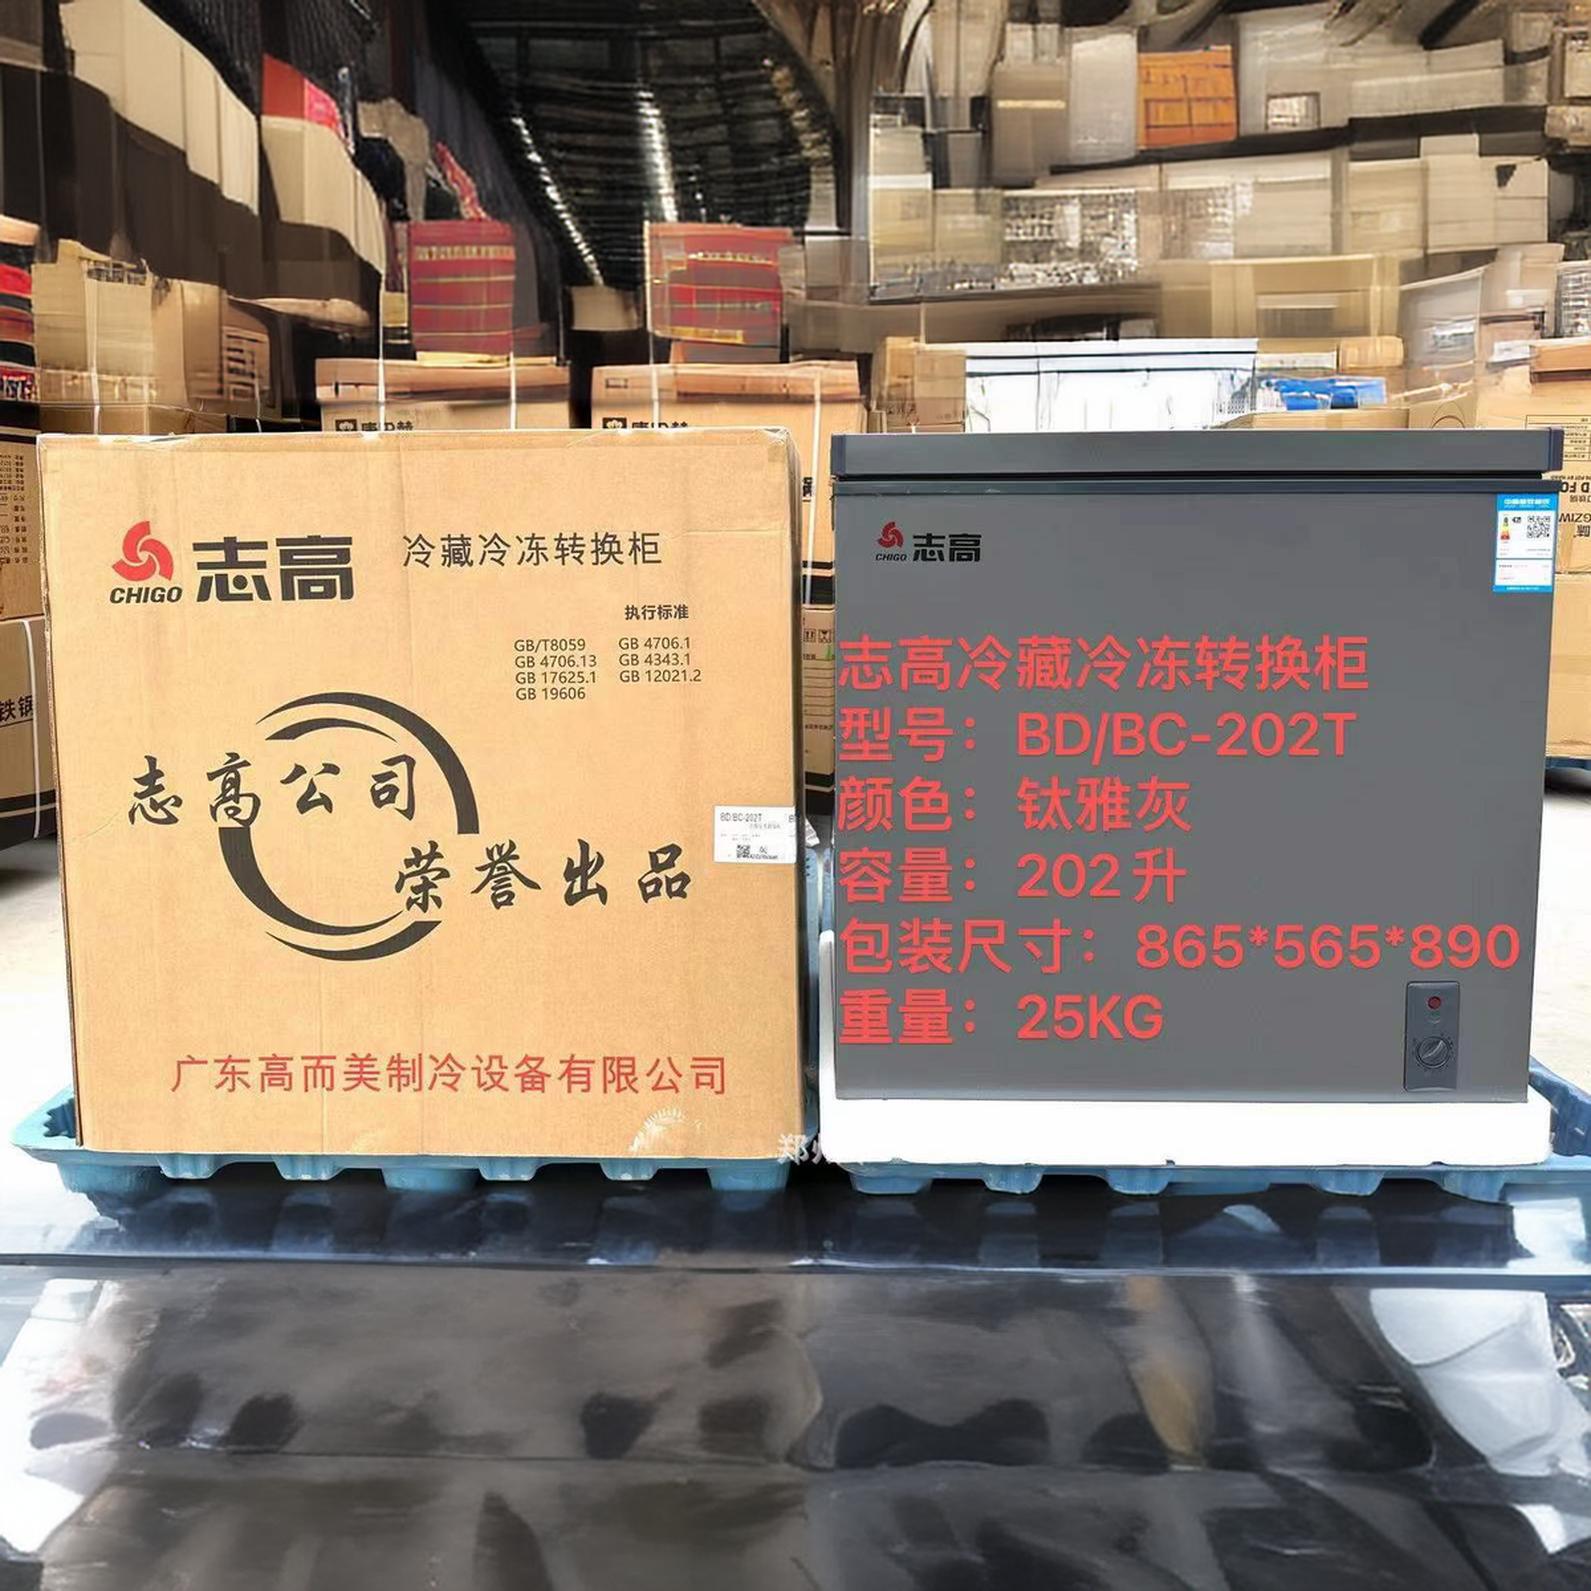 CHIGO 志高 冷藏冷冻转换柜
执行标准
GB/T8059 GB 4706.1
GB 4706.13 GB 4343.1
GB 17625.1 GB 12021.2
GB 19606
志高公司
荣誉出品
BD/BC-202T
广东高而美制冷设备有限公司
CHIGO 志高
志高冷藏冷冻转换柜
型号：BD/BC-202T
颜色：钛雅灰
容量：202升
包装尺寸：865*565*890
重量：25KG